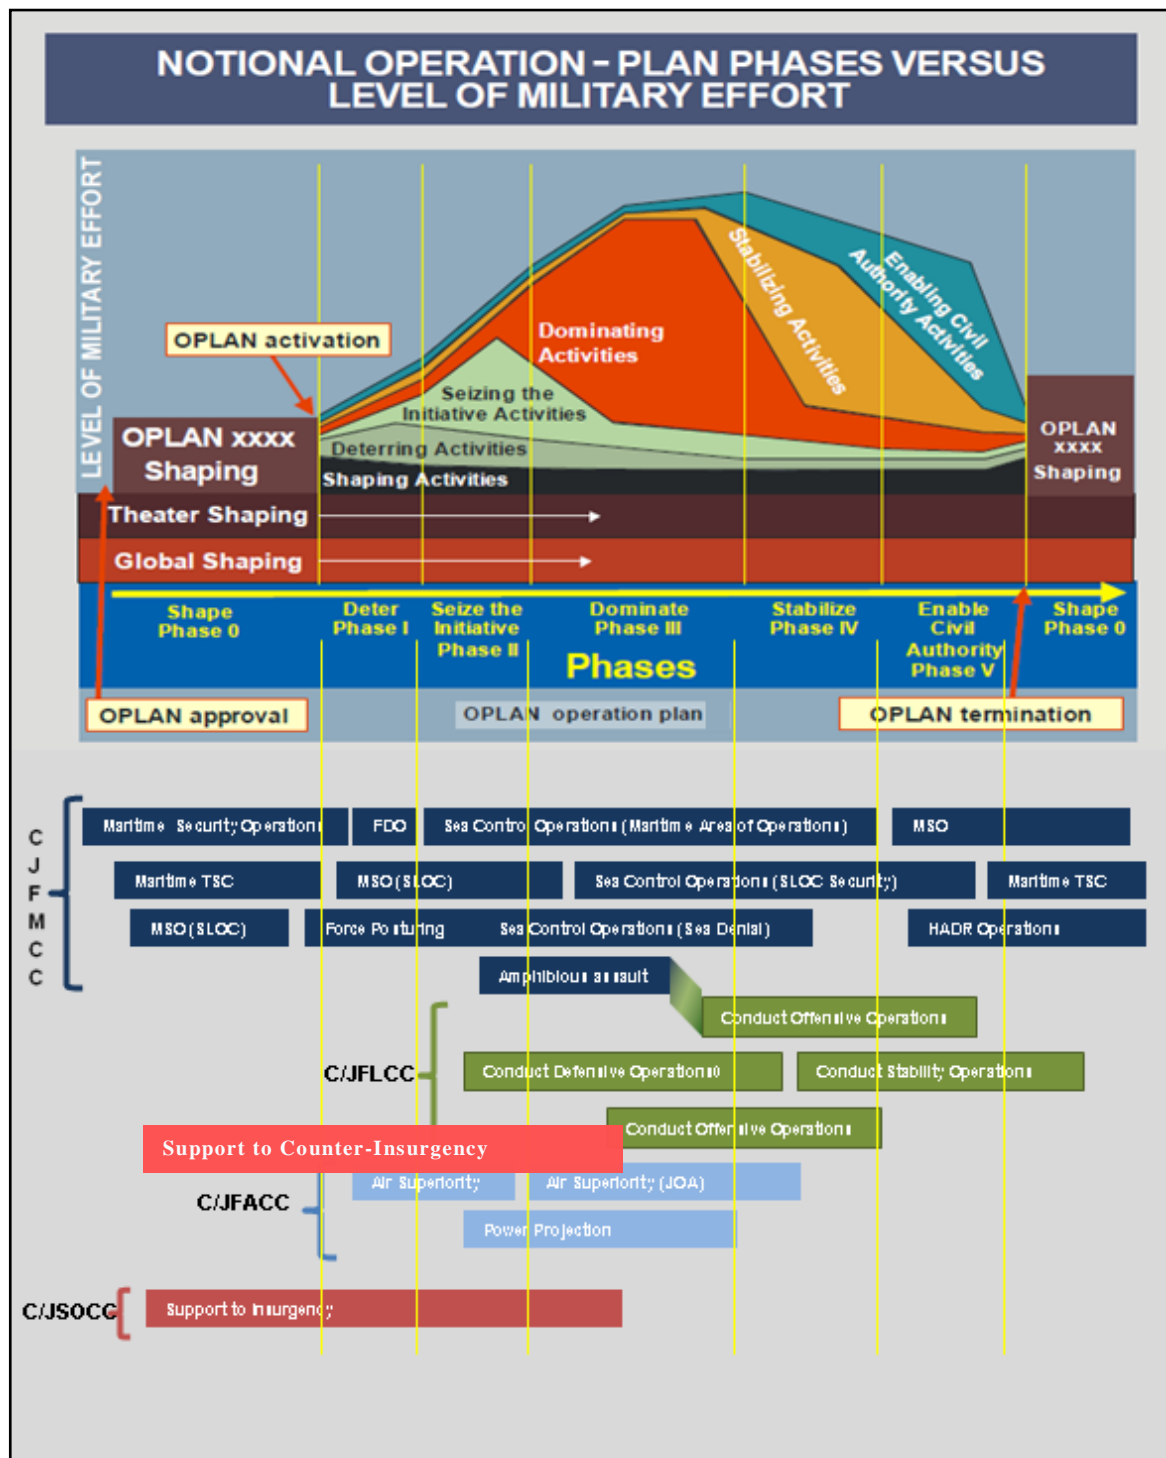 NOTIONAL OPERATION – PLAN PHASES VERSUS
LEVEL OF MILITARY EFFORT
LEVEL OF MILITARY EFFORT
OPLAN activation
Dominating
Activities
Stabilizing Activities
Enabling Civil
Authority Activities
Seizing the
Initiative Activities
Deterring Activities
Shaping Activities
OPLAN xxxx
Shaping
OPLAN
xxxx
Shaping
Theater Shaping
Global Shaping
Shape
Phase 0
Deter
Phase I
Seize the
Initiative
Phase II
Dominate
Phase III
Stabilize
Phase IV
Enable
Civil
Authority
Phase V
Shape
Phase 0
Phases
OPLAN approval
OPLAN operation plan
OPLAN termination
C
J
F
M
C
C
Maritime Security Operations
FDO
Sea Control Operations (Maritime Area of Operations)
MSO
Maritime TSC
MSO (SLOC)
Sea Control Operations (SLOC Security)
Maritime TSC
MSO (SLOC)
Force Posturing
Sea Control Operations (Sea Denial)
HADR Operations
Amphibious assault
Conduct Offensive Operations
C/JFLCC
Conduct Defensive Operations0
Conduct Stability Operations
Conduct Offensive Operations
Support to Counter-Insurgency
C/JFACC
Air Superiority
Air Superiority (JOA)
Power Projection
C/JSOCC
Support to Insurgency